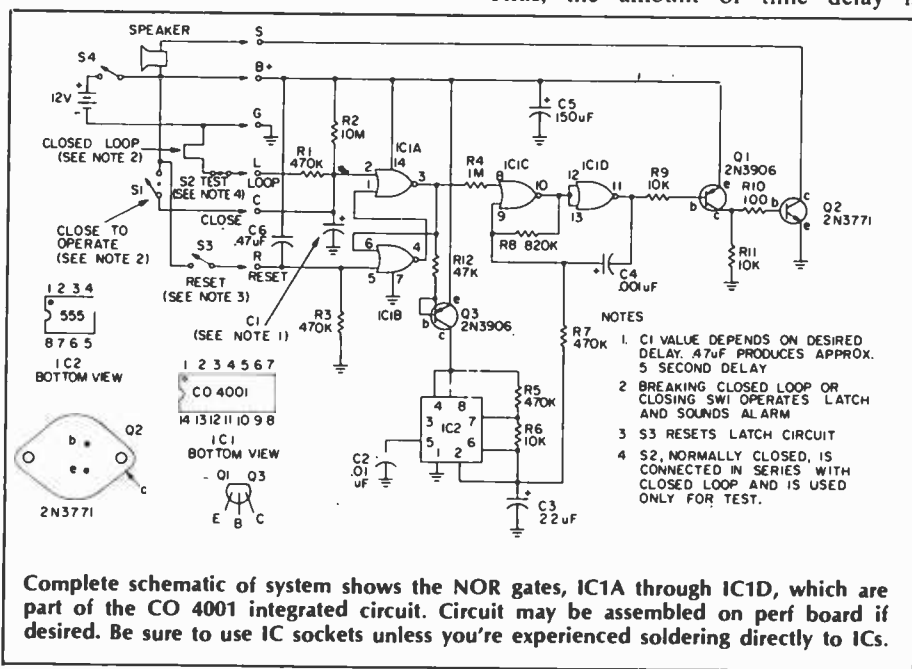 Thus, the amount of time delay is
SPEAKER
S
S4
B+
12V
+
-
G
CLOSED LOOP
(SEE NOTE 2)
S1
S2 TEST
(SEE NOTE 4)
L
LOOP
C
CLOSE
CLOSE TO
OPERATE
(SEE NOTE 2)
S3
RESET
(SEE NOTE 3)
R
RESET
C6
.47uF
R1
470K
R2
10M
C1
(SEE NOTE 1)
R3
470K
IC1A
14
2
1
3
6
5
4
7
IC1B
R12
47K
Q3
2N3906
e
b
c
R4
1M
IC1C
8
9
10
R8 820K
IC1D
12
13
11
C4
.001uF
C5
150uF
R9
10K
Q1
2N3906
e
b
c
R10
100
R11
10K
Q2
2N3771
c
b
e
R7
470K
R5
470K
R6
10K
IC2
4 8
3 7
5 6
1 2
C2
.01
uF
C3
22uF
1 2 3 4
555
8 7 6 5
IC2
BOTTOM VIEW
1 2 3 4 5 6 7
CO 4001
14 13 12 11 10 9 8
IC1
BOTTOM VIEW
Q2
b
e
c
2N3771
Q1 Q3
E B C
NOTES
1. C1 VALUE DEPENDS ON DESIRED
DELAY. .47uF PRODUCES APPROX.
5 SECOND DELAY
2 BREAKING CLOSED LOOP OR
CLOSING SW1 OPERATES LATCH
AND SOUNDS ALARM
3 S3 RESETS LATCH CIRCUIT
4 S2, NORMALLY CLOSED, IS
CONNECTED IN SERIES WITH
CLOSED LOOP AND IS USED
ONLY FOR TEST.
Complete schematic of system shows the NOR gates, IC1A through IC1D, which are
part of the CO 4001 integrated circuit. Circuit may be assembled on perf board if
desired. Be sure to use IC sockets unless you're experienced soldering directly to ICs.